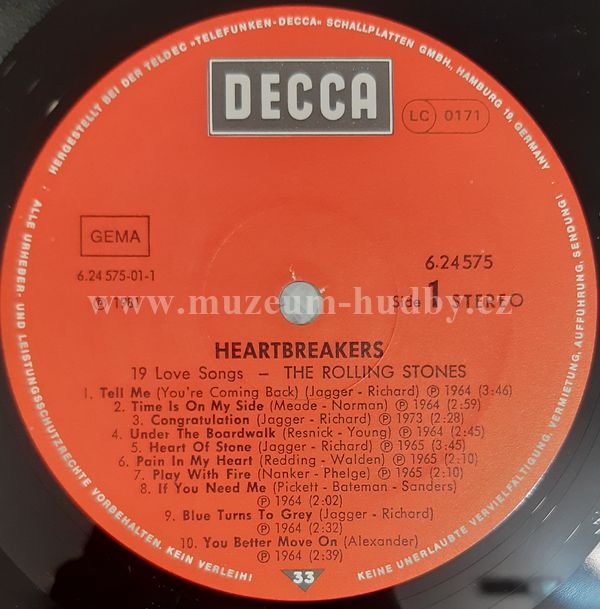 HERGESTELLT BEI DER TELDEC »TELEFUNKEN-DECCA« SCHALLPLATTEN GMBH., HAMBURG 19, GERMANY
DECCA
LC 0171
GEMA
6.24 575-01-1
℗ 1981
6.24575
Side 1 STEREO
www.muzeum-hudby.cz
HEARTBREAKERS
19 Love Songs – THE ROLLING STONES
1. Tell Me (You're Coming Back) (Jagger - Richard) ℗ 1964 (3:46)
2. Time Is On My Side (Meade - Norman) ℗ 1964 (2:59)
3. Congratulation (Jagger - Richard) ℗ 1973 (2:28)
4. Under The Boardwalk (Resnick - Young) ℗ 1964 (2:45)
5. Heart Of Stone (Jagger - Richard) ℗ 1965 (3:45)
6. Pain In My Heart (Redding - Walden) ℗ 1965 (2:10)
7. Play With Fire (Nanker - Phelge) ℗ 1965 (2:10)
8. If You Need Me (Pickett - Bateman - Sanders)
℗ 1964 (2:02)
9. Blue Turns To Grey (Jagger - Richard)
℗ 1964 (2:32)
10. You Better Move On (Alexander)
℗ 1964 (2:39)
33
ALLE URHEBER- UND LEISTUNGSSCHUTZRECHTE VORBEHALTEN. KEIN VERLEIH!
KEINE UNERLAUBTE VERVIELFÄLTIGUNG, VERMIETUNG, AUFFÜHRUNG, SENDUNG!